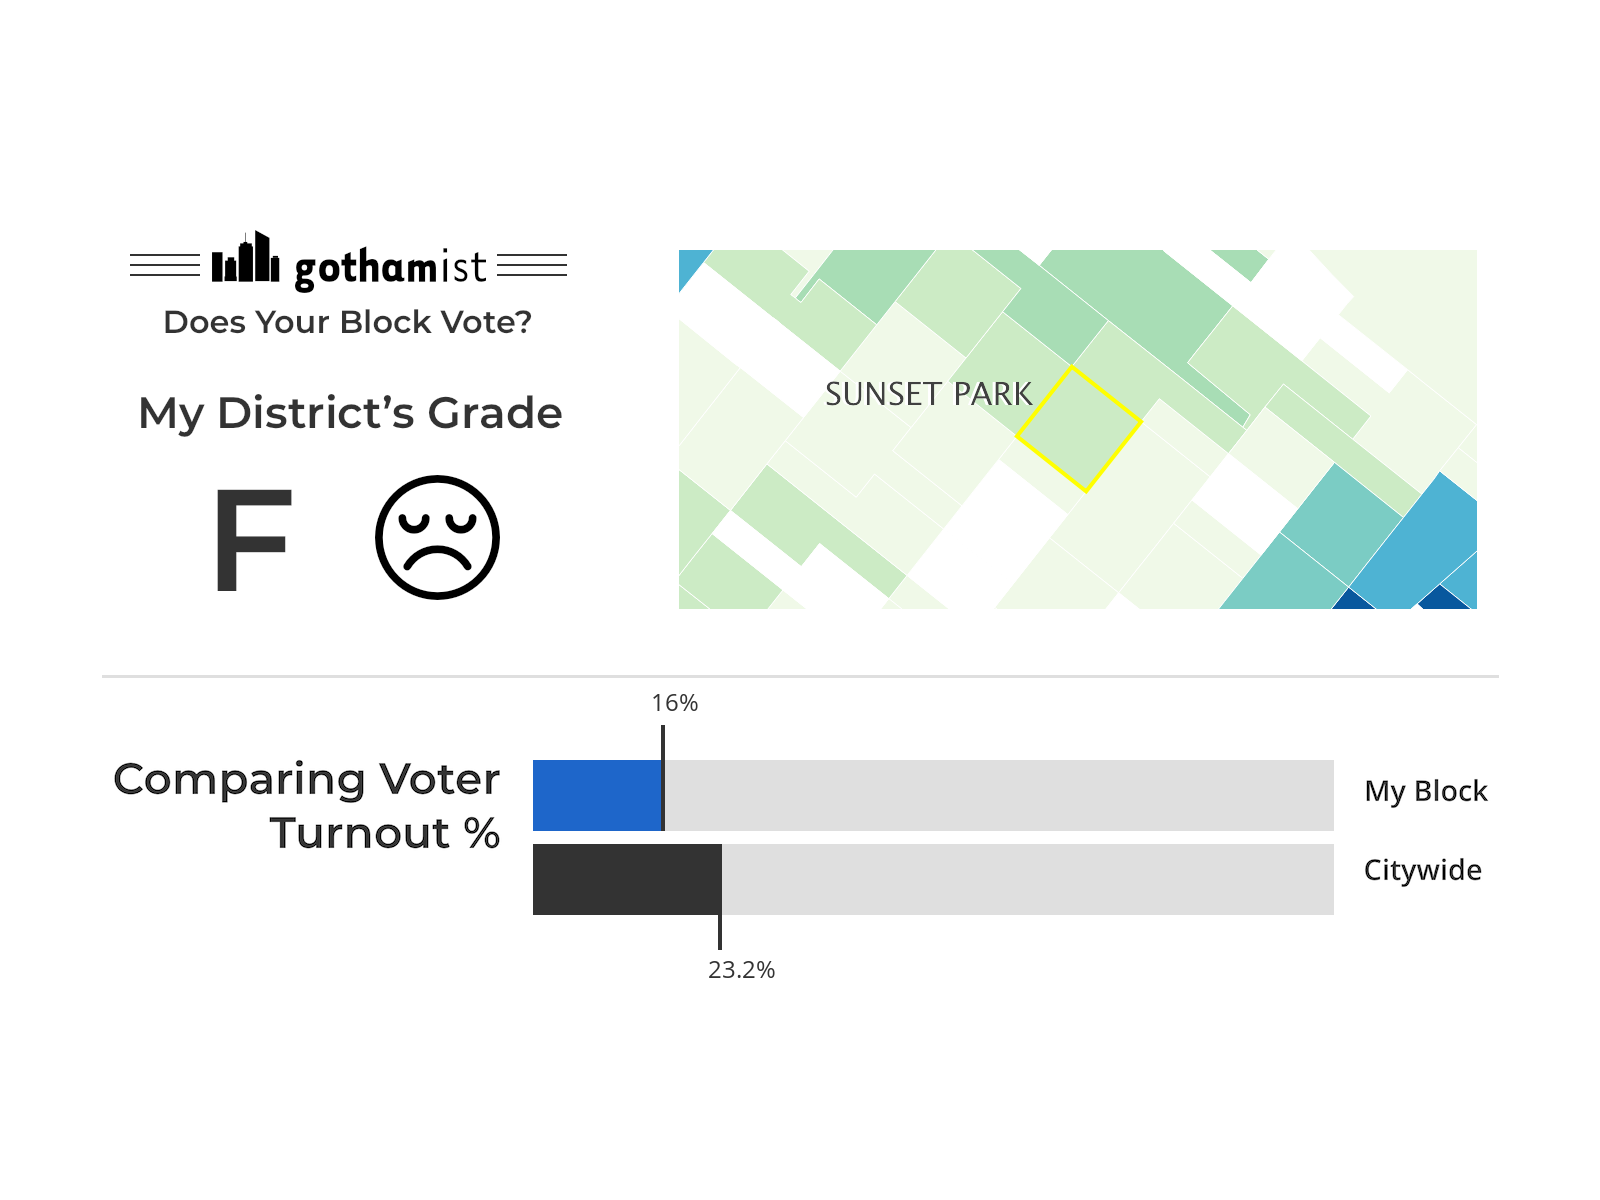 gothamist
Does Your Block Vote?
My District’s Grade
F
SUNSET PARK
Comparing Voter
Turnout %
16%
My Block
Citywide
23.2%